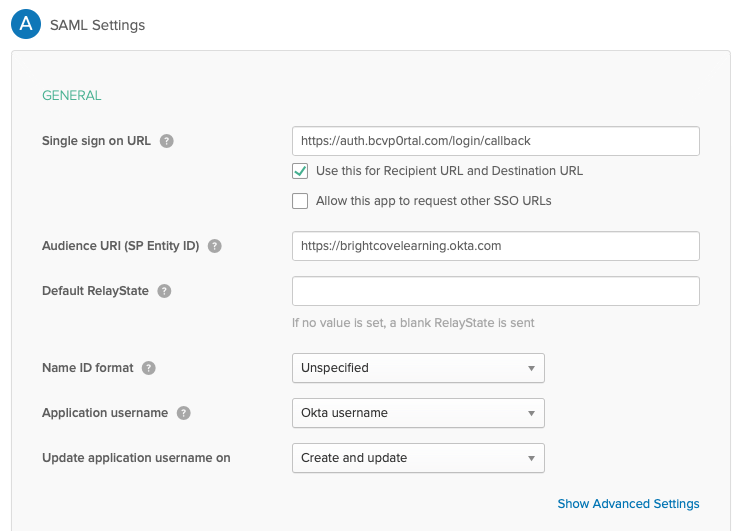 A SAML Settings
GENERAL
Single sign on URL ?
https://auth.bcvp0rtal.com/login/callback
Use this for Recipient URL and Destination URL
Allow this app to request other SSO URLs
Audience URI (SP Entity ID) ?
https://brightcovelearning.okta.com
Default RelayState ?
If no value is set, a blank RelayState is sent
Name ID format ?
Unspecified
Application username ?
Okta username
Update application username on
Create and update
Show Advanced Settings